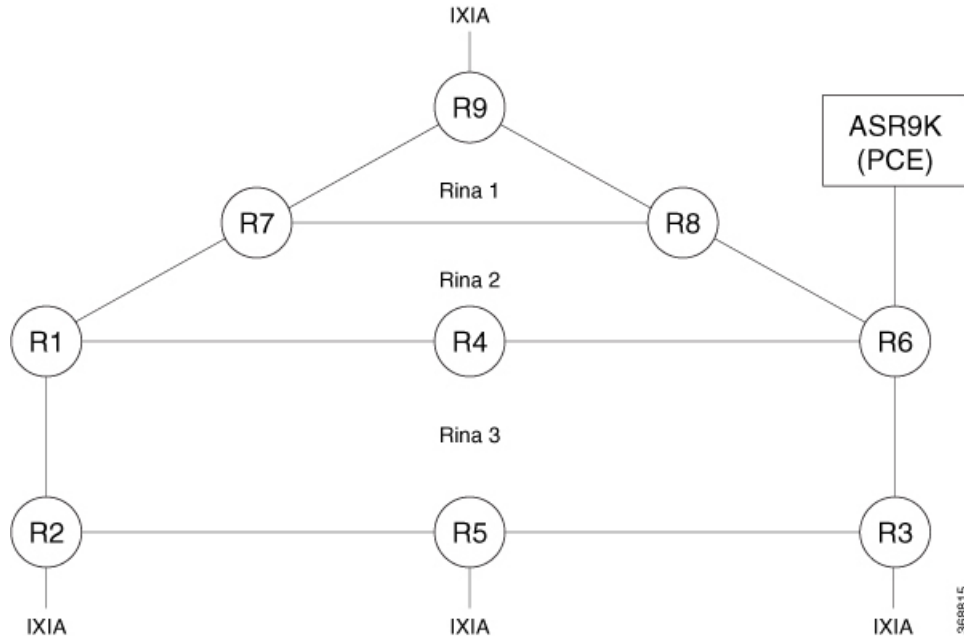 IXIA
R9
ASR9K
(PCE)
Rina 1
R7
R8
Rina 2
R1
R4
R6
Rina 3
R2
R5
R3
IXIA
IXIA
IXIA
368815